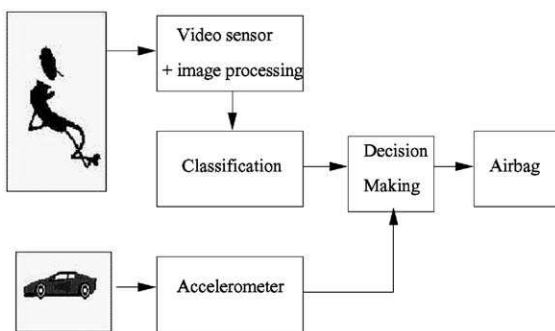 Video sensor
+ image processing
Classification
Decision
Making
Airbag
Accelerometer